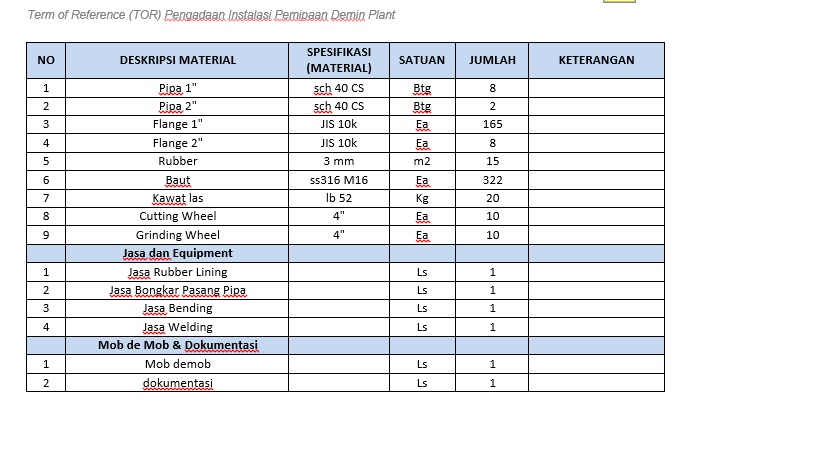 Term of Reference (TOR) Pengadaan Instalasi Pemipaan Demin Plant
NO DESKRIPSI MATERIAL SPESIFIKASI (MATERIAL) SATUAN JUMLAH KETERANGAN
1 Pipa 1" sch 40 CS Btg 8
2 Pipa 2" sch 40 CS Btg 2
3 Flange 1" JIS 10k Ea 165
4 Flange 2" JIS 10k Ea 8
5 Rubber 3 mm m2 15
6 Baut ss316 M16 Ea 322
7 Kawat las lb 52 Kg 20
8 Cutting Wheel 4" Ea 10
9 Grinding Wheel 4" Ea 10
Jasa dan Equipment
1 Jasa Rubber Lining Ls 1
2 Jasa Bongkar Pasang Pipa Ls 1
3 Jasa Bending Ls 1
4 Jasa Welding Ls 1
Mob de Mob & Dokumentasi
1 Mob demob Ls 1
2 dokumentasi Ls 1